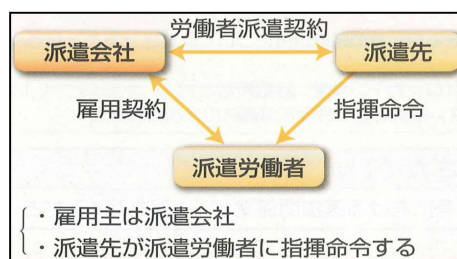 労働者派遣契約
派遣会社
派遣先
雇用契約
指揮命令
派遣労働者
・雇用主は派遣会社
・派遣先が派遣労働者に指揮命令する